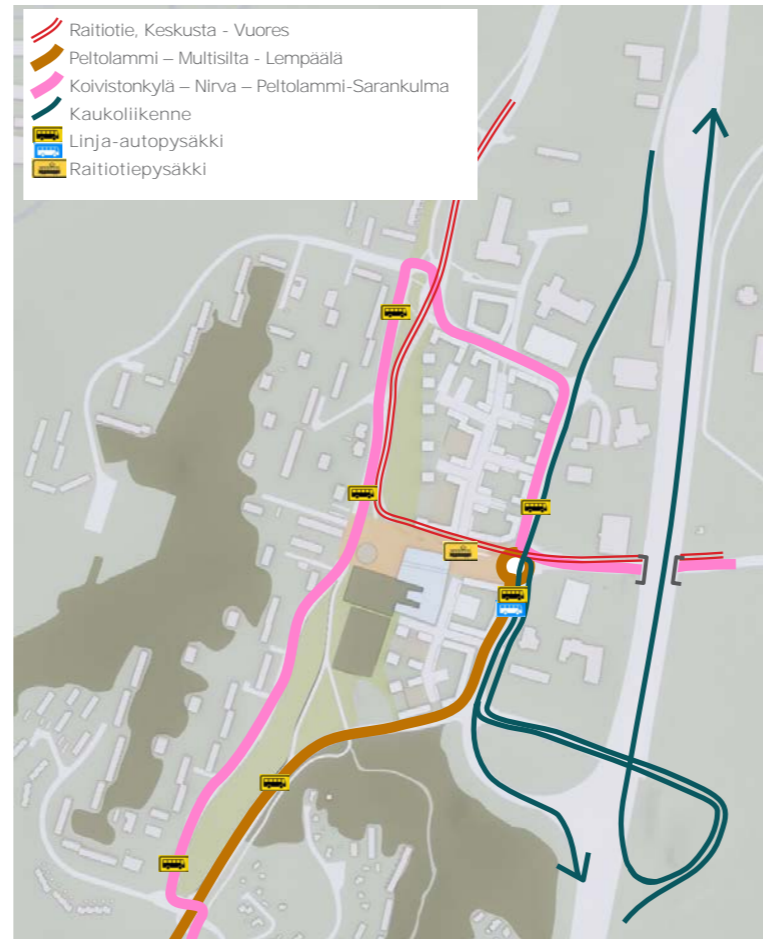 Raitiotie, Keskusta - Vuores
Peltolammi – Multisilta - Lempäälä
Koivistonkylä – Nirva – Peltolammi-Sarankulma
Kaukoliikenne
Linja-autopysäkki
Raitiotiepysäkki